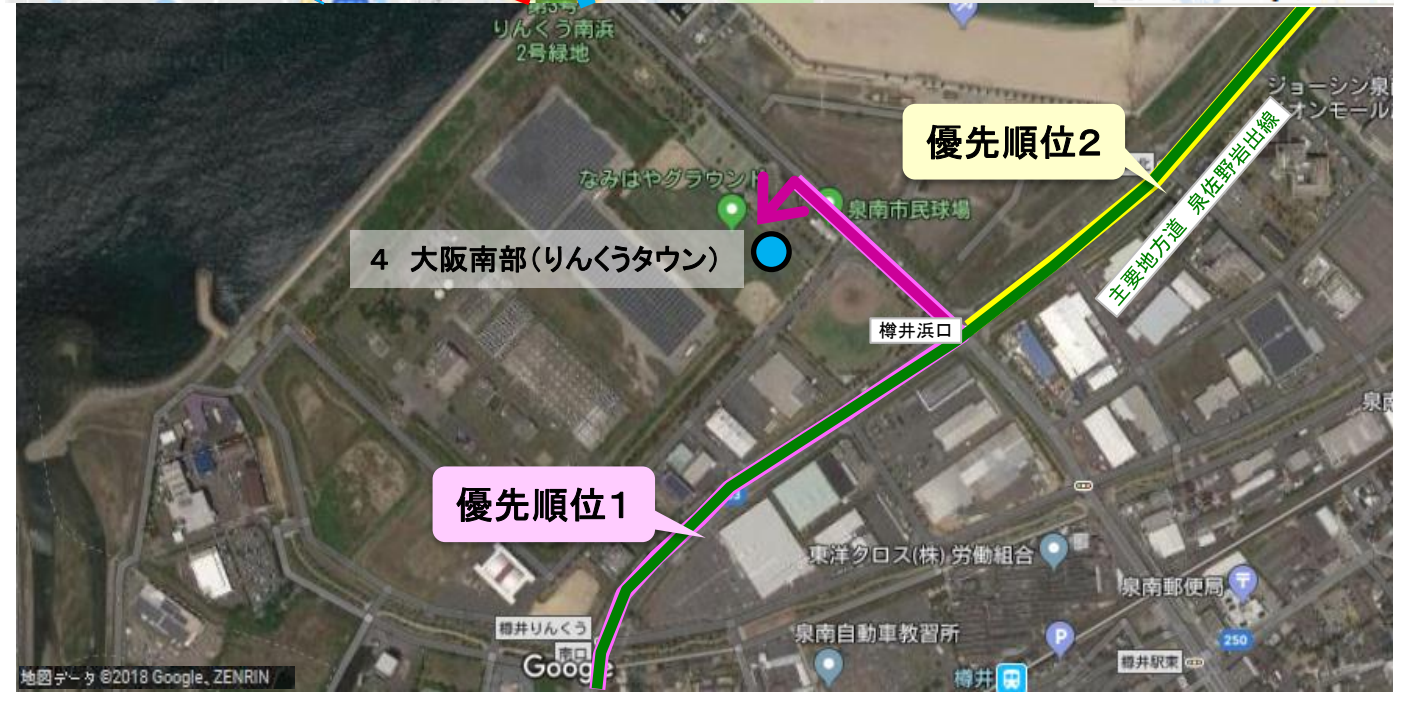 りんくう南浜
2号緑地
ジョーシン泉
オンモール
優先順位２
主要地方道　泉佐野岩出線
なみはやグラウンド
泉南市民球場
４　大阪南部（りんくうタウン）
樽井浜口
優先順位１
東洋クロス(株) 労働組合
泉南郵便局
樽井りんくう
南口
泉南自動車教習所
P
250
樽井駅東
樽井
Google
地図データ ©2018 Google、ZENRIN